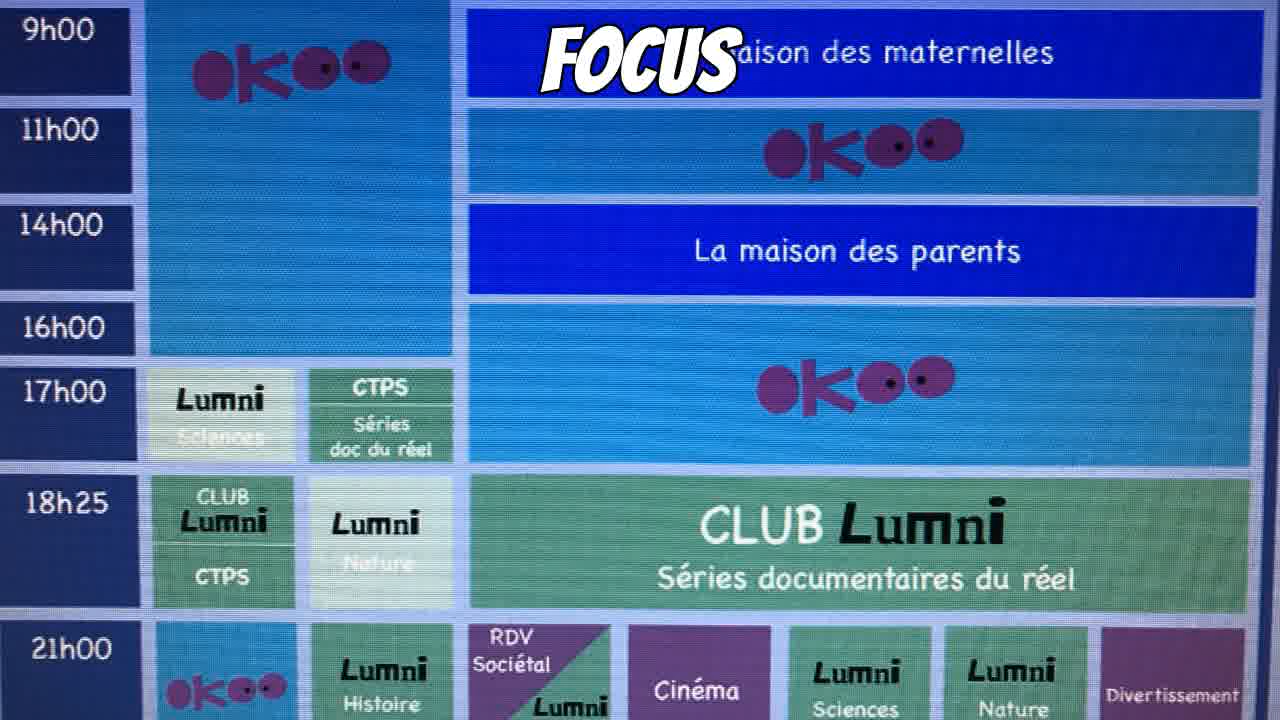 9h00
okoo
FOCUS
aison des maternelles
11h00
okoo
14h00
La maison des parents
16h00
okoo
17h00
Lumni
Sciences
CTPS
Séries
doc du réel
18h25
CLUB
Lumni
CTPS
Lumni
Nature
CLUB Lumni
Séries documentaires du réel
21h00
okoo
Lumni
Histoire
RDV
Sociétal
Lumni
Cinéma
Lumni
Sciences
Lumni
Nature
Divertissement